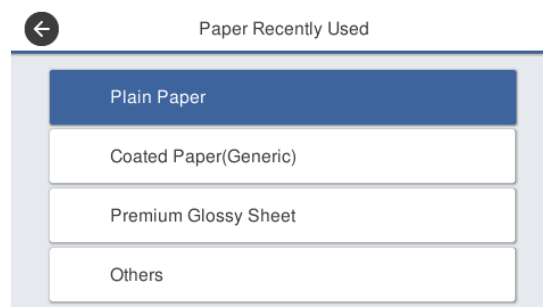 Paper Recently Used
Plain Paper
Coated Paper(Generic)
Premium Glossy Sheet
Others